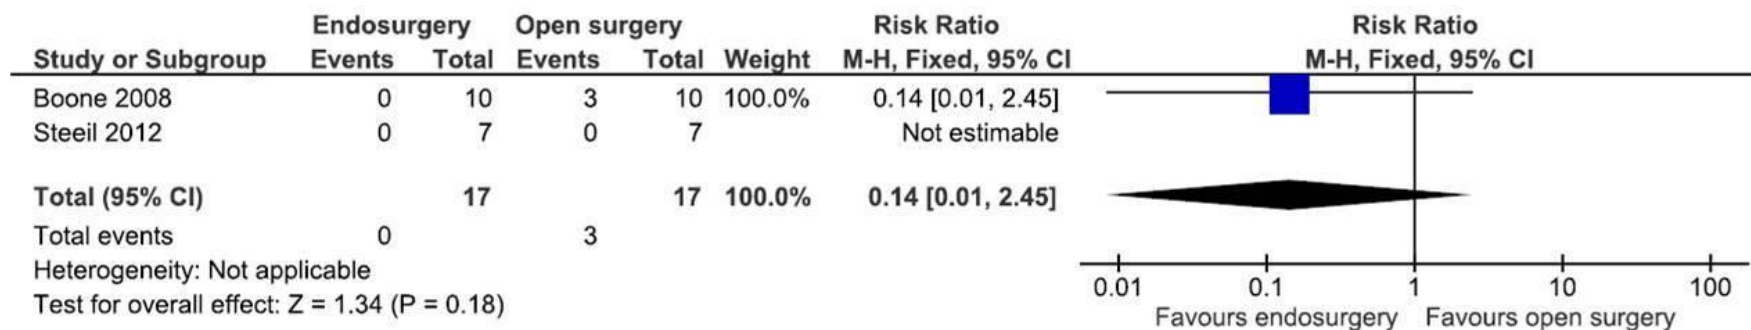 Endosurgery Open surgery Risk Ratio Risk Ratio
Study or Subgroup Events Total Events Total Weight M-H, Fixed, 95% CI M-H, Fixed, 95% CI
Boone 2008 0 10 3 10 100.0% 0.14 [0.01, 2.45]
Steeil 2012 0 7 0 7 Not estimable
Total (95% CI) 17 17 100.0% 0.14 [0.01, 2.45]
Total events 0 3
Heterogeneity: Not applicable
Test for overall effect: Z = 1.34 (P = 0.18)
0.01 0.1 1 10 100
Favours endosurgery Favours open surgery